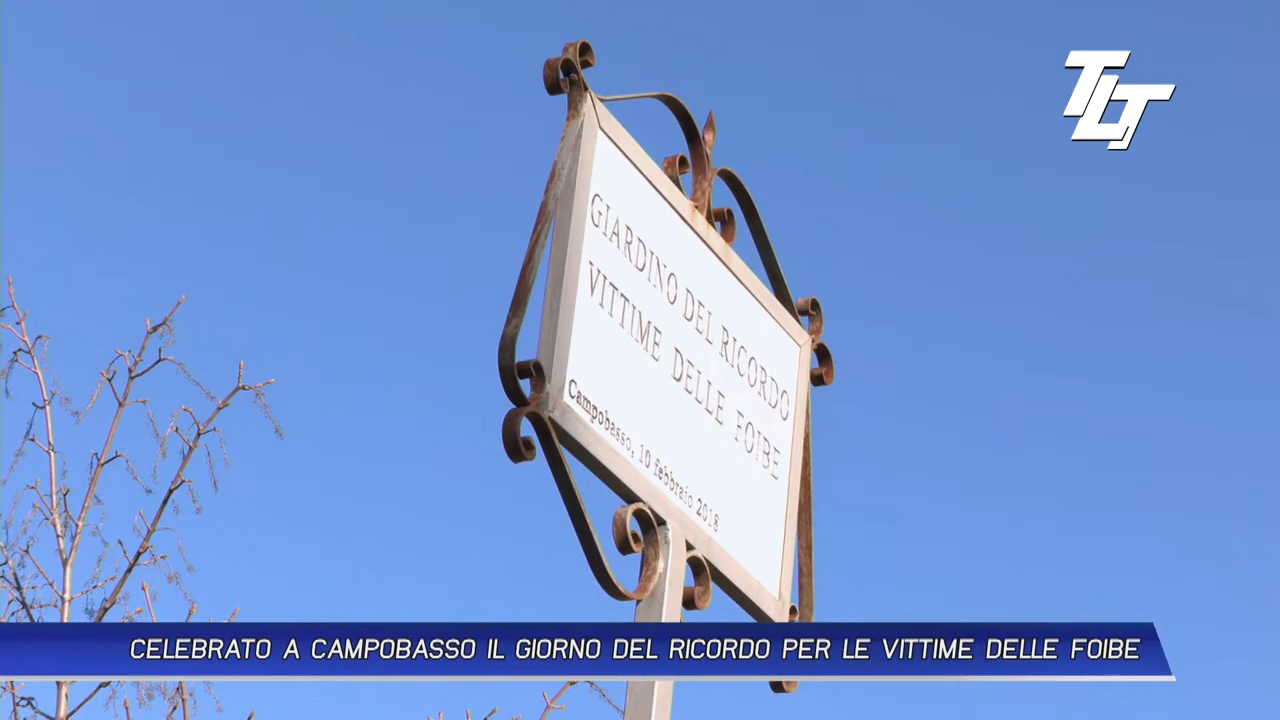 TLT
GIARDINO DEL RICORDO
VITTIME DELLE FOIBE
Campobasso, 10 febbraio 2018
CELEBRATO A CAMPOBASSO IL GIORNO DEL RICORDO PER LE VITTIME DELLE FOIBE